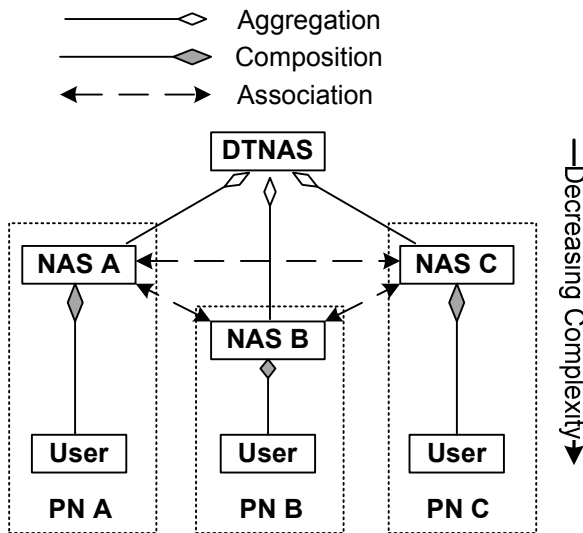 Aggregation
Composition
Association
DTNAS
NAS A
NAS C
NAS B
User
User
User
PN A
PN B
PN C
Decreasing Complexity